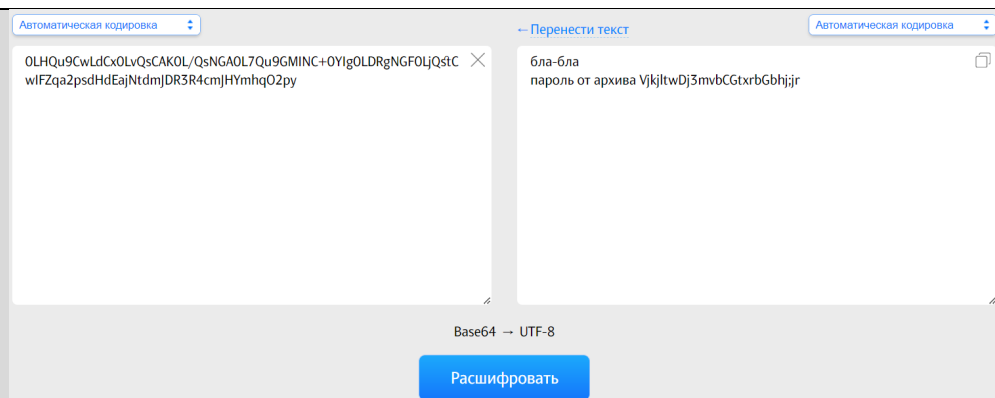 Автоматическая кодировка
←Перенести текст
Автоматическая кодировка
0LHQu9CwLdCx0LvQsCAK0L/QsNGA0L7Qu9GMINC+0YIg0LDRgNGF0LjQstC
wIFZqa2psdHdEajNtdmJDR3R4cmJHYmhqO2py
бла-бла
пароль от архива VjkjltwDj3mvbCGtxrbGbhj;jr
Base64 → UTF-8
Расшифровать